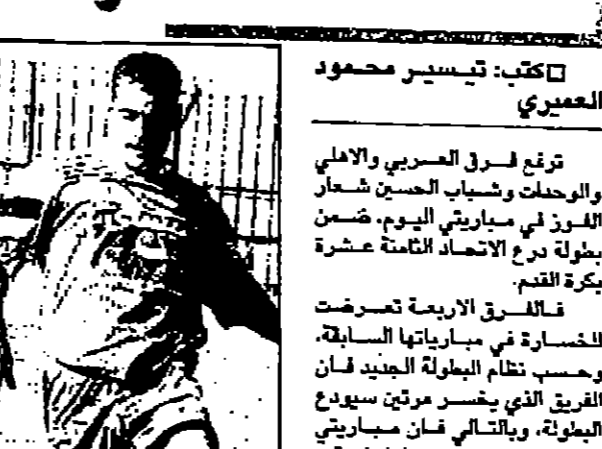 كتب: تيسير محمود
العميري
ترفع فرق العربي والاهلي
والوحدات وشباب الحسين شعار
الفوز في مباريتي اليوم، ضمن
بطولة درع الاتحاد الثامنة عشرة
بكرة القدم.
فالفرق الاربعة تعرضت
للخسارة في مبارياتها السابقة،
وحسب نظام البطولة الجديد فان
الفريق الذي يخسر مرتين سيودع
البطولة، وبالتالي فان مباريتي